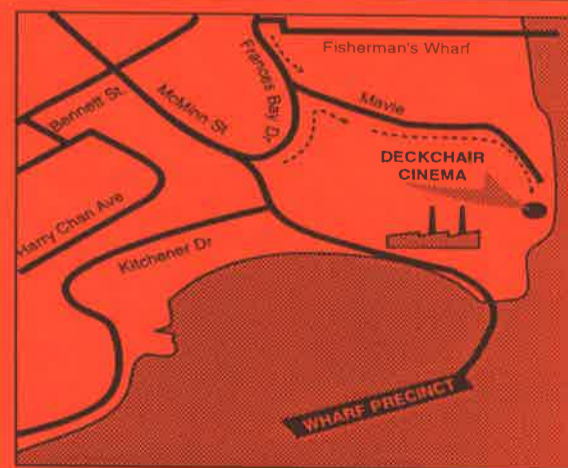 Fisherman's Wharf
Frances Bay Dr
Bennett St.
McMinn St.
Mavie
DECKCHAIR
CINEMA
Harry Chan Ave
Kitchener Dr
WHARF PRECINCT